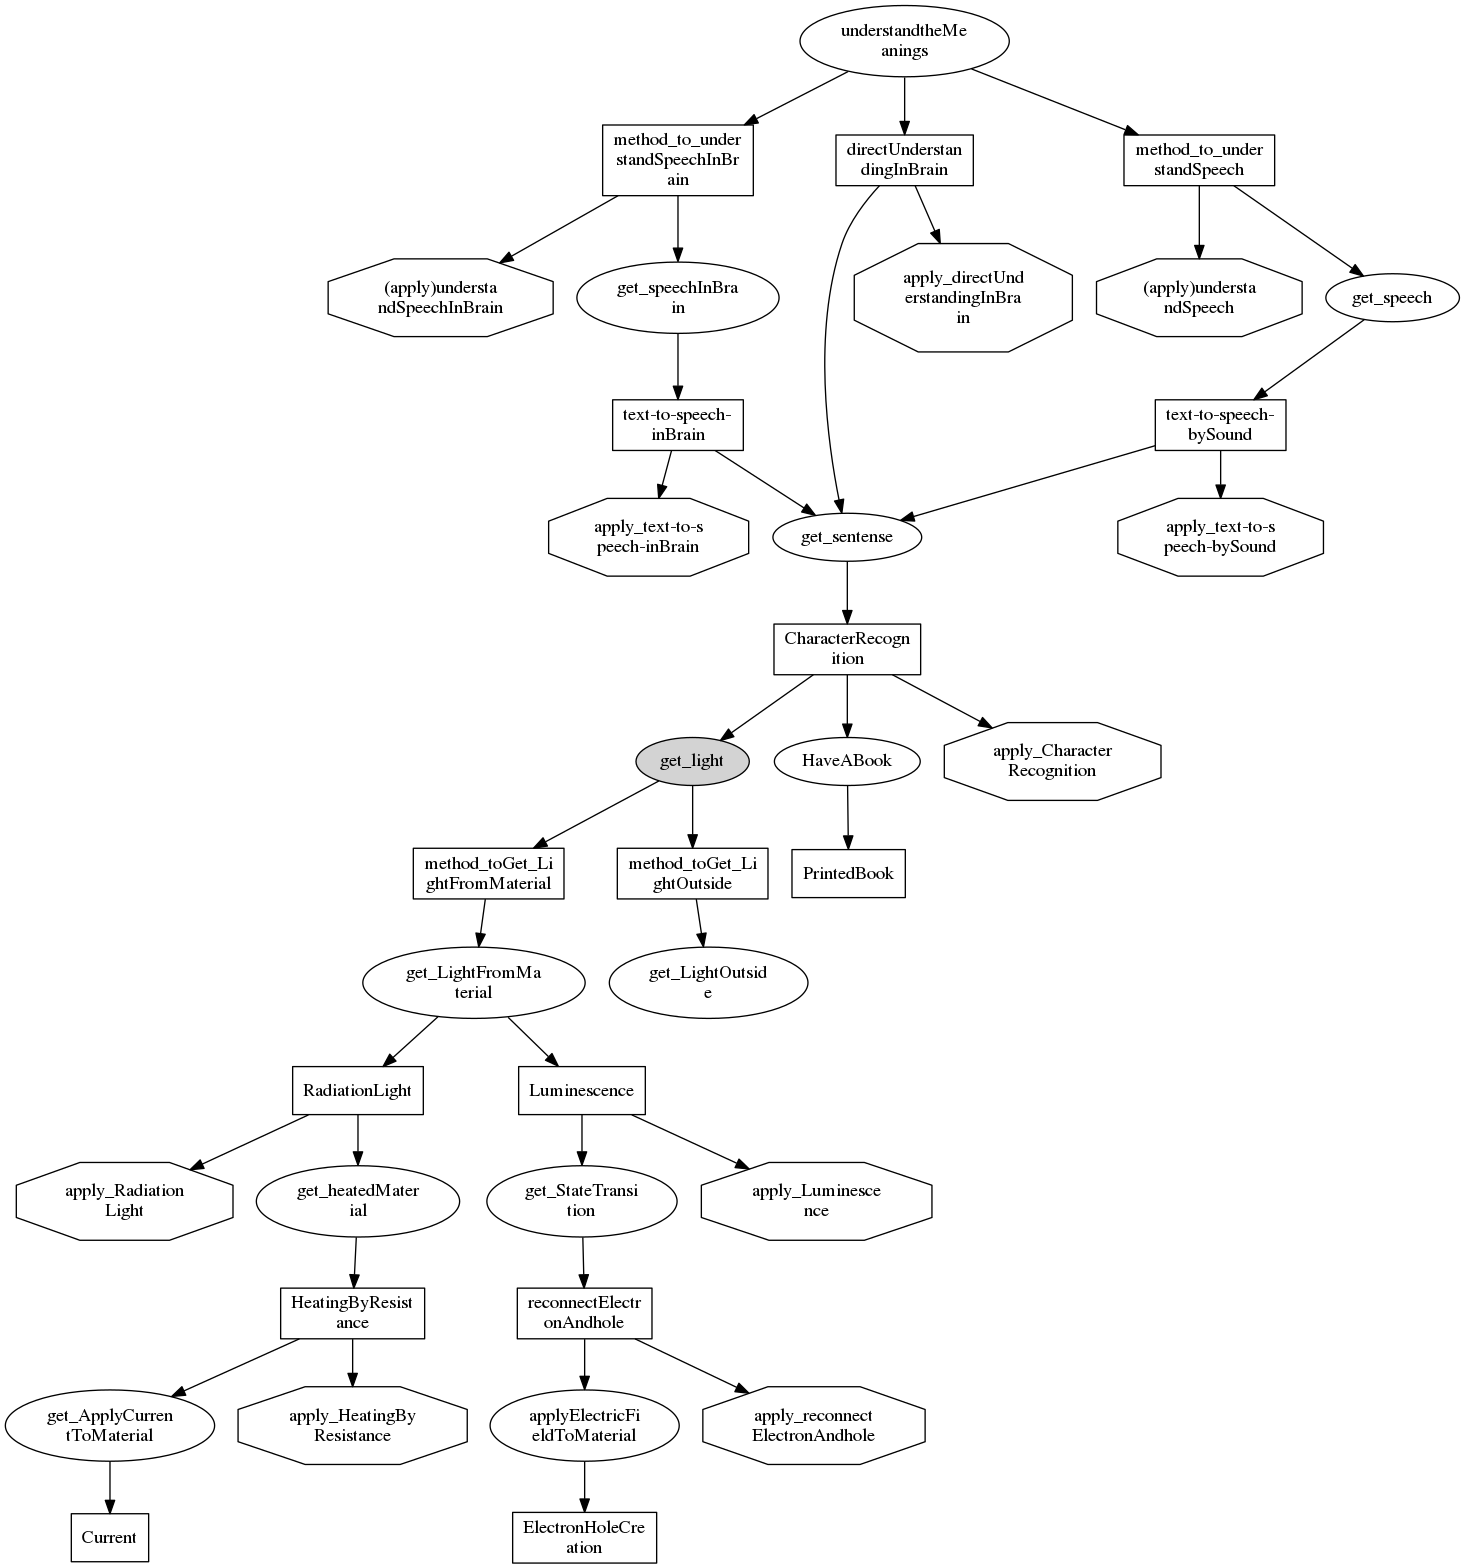 understandtheMe
anings
method_to_under
standSpeechInBr
ain
directUnderstan
dingInBrain
method_to_under
standSpeech
(apply)understa
ndSpeechInBrain
get_speechInBra
in
apply_directUnd
erstandingInBra
in
(apply)understa
ndSpeech
get_speech
text-to-speech-
inBrain
text-to-speech-
bySound
apply_text-to-s
peech-inBrain
get_sentense
apply_text-to-s
peech-bySound
CharacterRecogn
ition
get_light
HaveABook
apply_Character
Recognition
method_toGet_Li
ghtFromMaterial
method_toGet_Li
ghtOutside
PrintedBook
get_LightFromMa
terial
get_LightOutsid
e
RadiationLight
Luminescence
apply_Radiation
Light
get_heatedMater
ial
get_StateTransi
tion
apply_Luminesce
nce
HeatingByResist
ance
reconnectElectr
onAndhole
get_ApplyCurren
tToMaterial
apply_HeatingBy
Resistance
applyElectricFi
eldToMaterial
apply_reconnect
ElectronAndhole
Current
ElectronHoleCre
ation